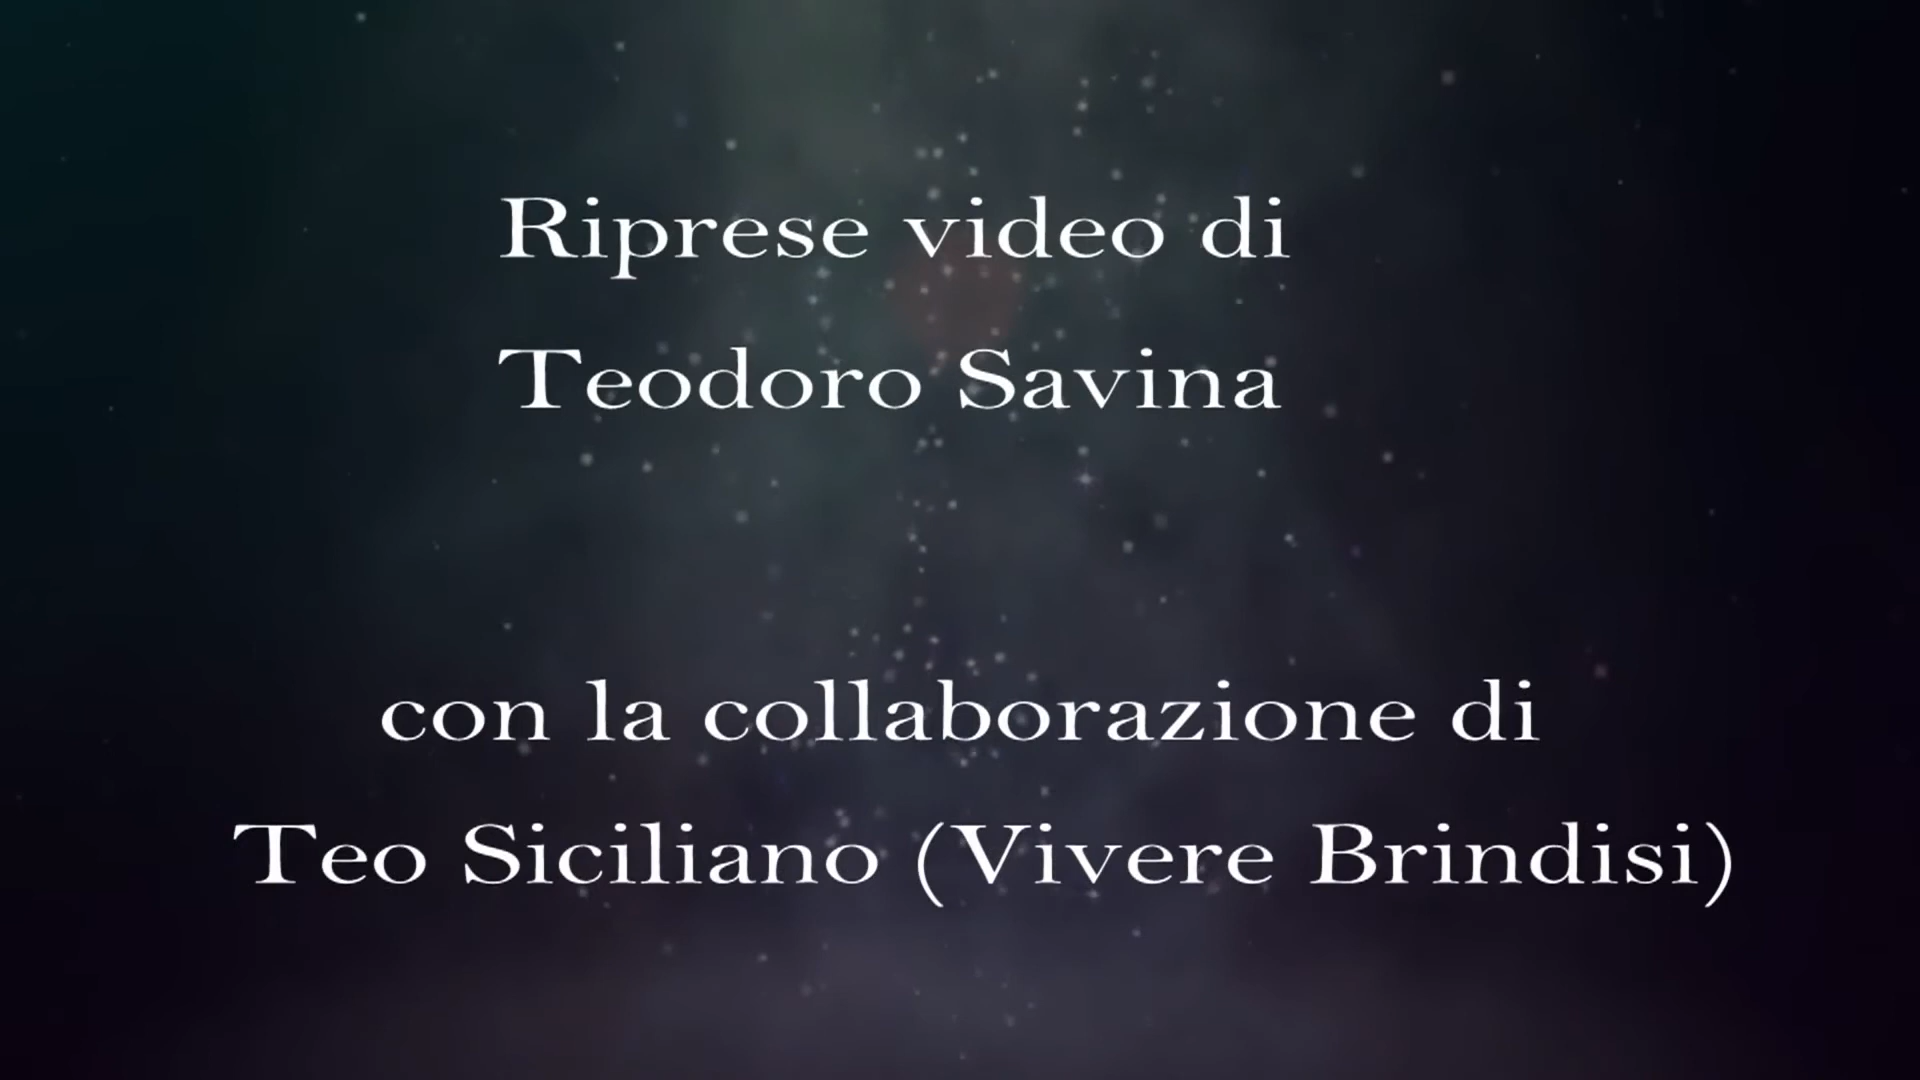 Riprese video di
Teodoro Savina
con la collaborazione di
Teo Siciliano (Vivere Brindisi)